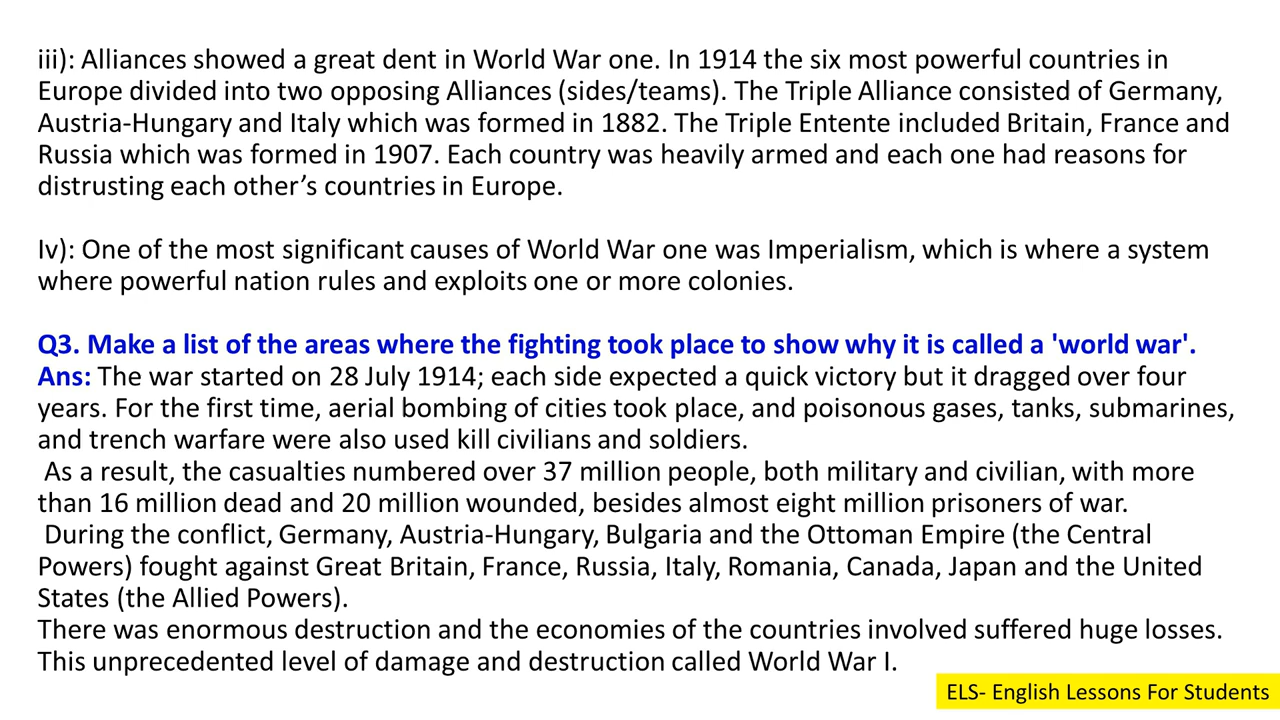 iii): Alliances showed a great dent in World War one. In 1914 the six most powerful countries in
Europe divided into two opposing Alliances (sides/teams). The Triple Alliance consisted of Germany,
Austria-Hungary and Italy which was formed in 1882. The Triple Entente included Britain, France and
Russia which was formed in 1907. Each country was heavily armed and each one had reasons for
distrusting each other’s countries in Europe.
Iv): One of the most significant causes of World War one was Imperialism, which is where a system
where powerful nation rules and exploits one or more colonies.
Q3. Make a list of the areas where the fighting took place to show why it is called a 'world war'.
Ans: The war started on 28 July 1914; each side expected a quick victory but it dragged over four
years. For the first time, aerial bombing of cities took place, and poisonous gases, tanks, submarines,
and trench warfare were also used kill civilians and soldiers.
As a result, the casualties numbered over 37 million people, both military and civilian, with more
than 16 million dead and 20 million wounded, besides almost eight million prisoners of war.
During the conflict, Germany, Austria-Hungary, Bulgaria and the Ottoman Empire (the Central
Powers) fought against Great Britain, France, Russia, Italy, Romania, Canada, Japan and the United
States (the Allied Powers).
There was enormous destruction and the economies of the countries involved suffered huge losses.
This unprecedented level of damage and destruction called World War I.
ELS- English Lessons For Students